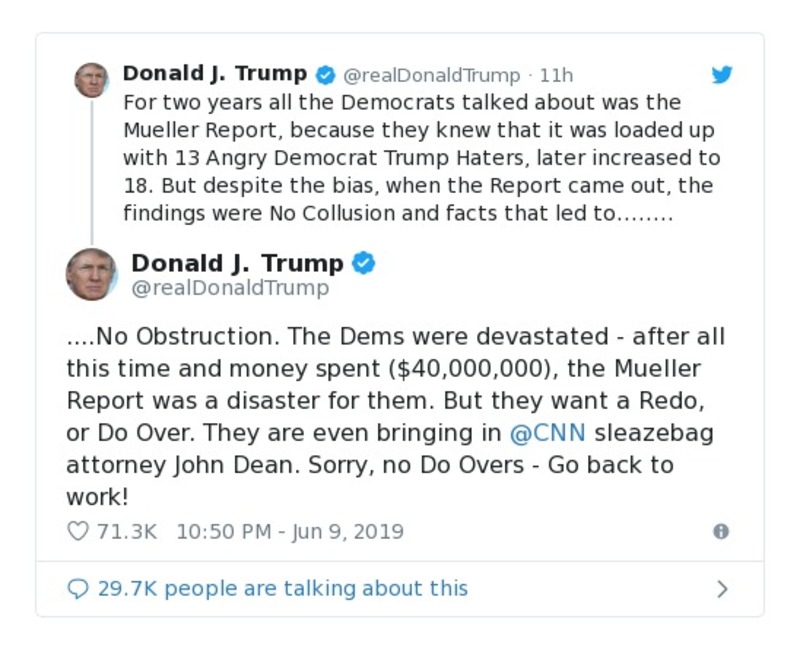 Donald J. Trump @realDonaldTrump · 11h
For two years all the Democrats talked about was the
Mueller Report, because they knew that it was loaded up
with 13 Angry Democrat Trump Haters, later increased to
18. But despite the bias, when the Report came out, the
findings were No Collusion and facts that led to........
Donald J. Trump
@realDonaldTrump
....No Obstruction. The Dems were devastated - after all
this time and money spent ($40,000,000), the Mueller
Report was a disaster for them. But they want a Redo,
or Do Over. They are even bringing in @CNN sleazebag
attorney John Dean. Sorry, no Do Overs - Go back to
work!
71.3K 10:50 PM - Jun 9, 2019
29.7K people are talking about this